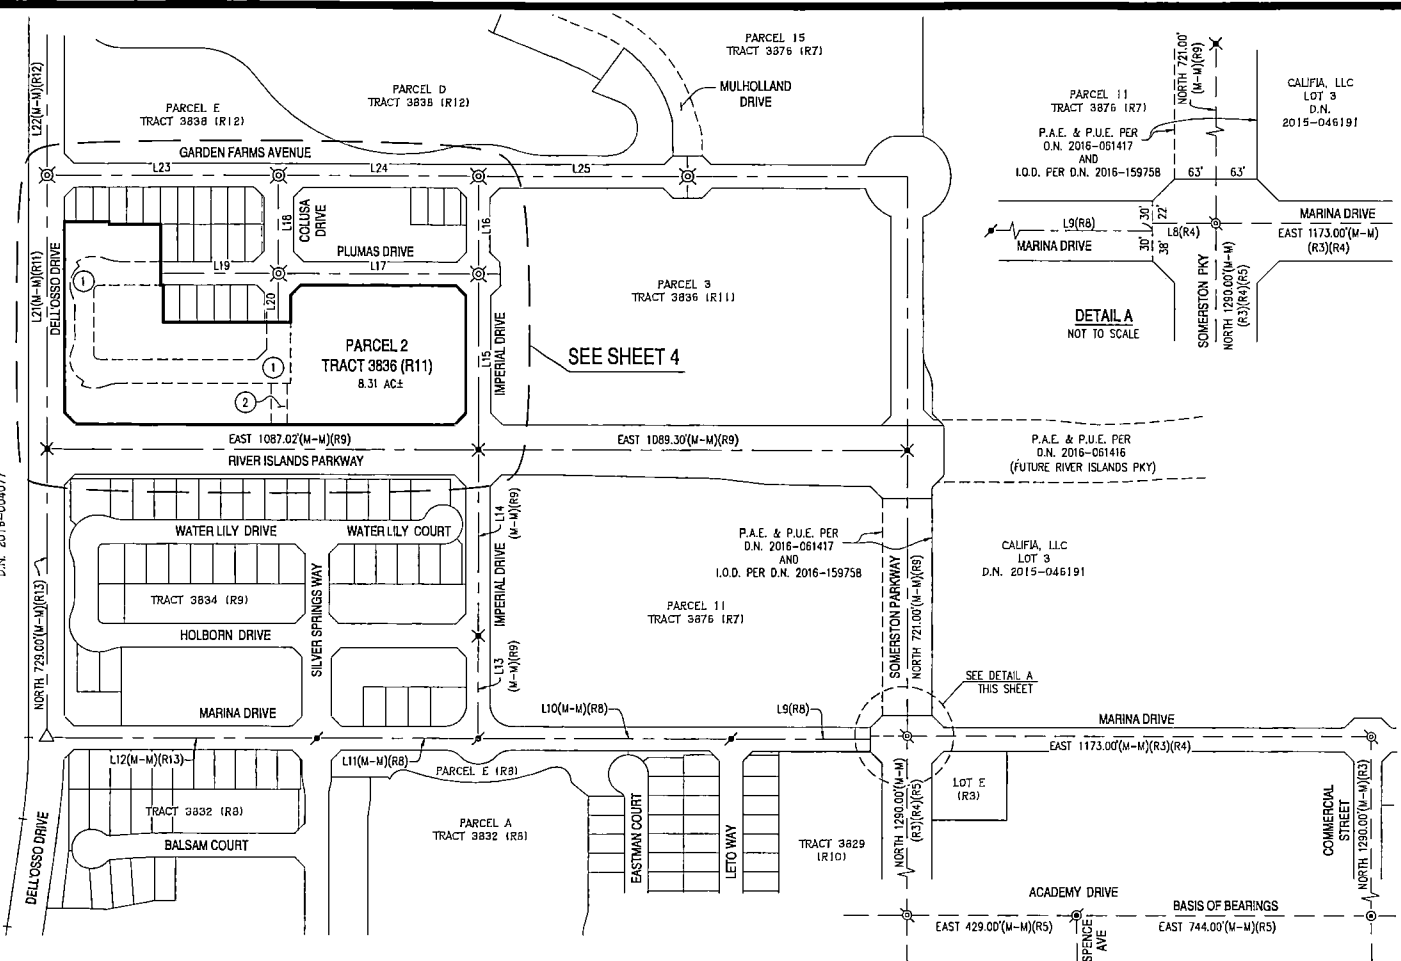 PARCEL 15
TRACT 3876 (R7)
MULHOLLAND
DRIVE
PARCEL D
TRACT 3838 (R12)
PARCEL E
TRACT 3838 (R12)
L22(M-M)(R12)
GARDEN FARMS AVENUE
L23
L24
L25
L18
COLUSA
DRIVE
L16
PLUMAS DRIVE
L19
L17
L20
L21(M-M)(R11)
DELL'OSSO DRIVE
1
PARCEL 2
TRACT 3836 (R11)
8.31 AC±
1
2
L15
IMPERIAL DRIVE
SEE SHEET 4
PARCEL 3
TRACT 3836 (R11)
EAST 1087.02'(M-M)(R9)
RIVER ISLANDS PARKWAY
EAST 1089.30'(M-M)(R9)
PARCEL 11
TRACT 3876 (R7)
P.A.E. & P.U.E. PER
D.N. 2016-061417
AND
I.O.D. PER D.N. 2016-159758
NORTH 721.00'
(M-M)(R9)
CALIFIA, LLC
LOT 3
D.N.
2015-046191
63'
63'
30'
22'
30'
38'
L9(R8)
L8(R4)
MARINA DRIVE
MARINA DRIVE
EAST 1173.00'(M-M)
(R3)(R4)
SOMERSTON PKY
NORTH 1290.00'(M-M)
(R3)(R4)(R5)
DETAIL A
NOT TO SCALE
P.A.E. & P.U.E. PER
D.N. 2016-061416
(FUTURE RIVER ISLANDS PKY)
WATER LILY DRIVE
WATER LILY COURT
L14
(M-M)(R9)
IMPERIAL DRIVE
TRACT 3834 (R9)
SILVER SPRINGS WAY
HOLBORN DRIVE
NORTH 729.00'(M-M)(R13)
L13
(M-M)(R9)
P.A.E. & P.U.E. PER
D.N. 2016-061417
AND
I.O.D. PER D.N. 2016-159758
PARCEL 11
TRACT 3876 (R7)
SOMERSTON PARKWAY
NORTH 721.00'(M-M)(R9)
CALIFIA, LLC
LOT 3
D.N. 2015-046191
SEE DETAIL A
THIS SHEET
MARINA DRIVE
L10(M-M)(R8)
L9(R8)
MARINA DRIVE
EAST 1173.00'(M-M)(R3)(R4)
L12(M-M)(R13)
L11(M-M)(R8)
PARCEL E (R8)
TRACT 3832 (R8)
BALSAM COURT
DELL'OSSO DRIVE
PARCEL A
TRACT 3832 (R8)
EASTMAN COURT
LETO WAY
TRACT 3829
(R10)
NORTH 1290.00'(M-M)
(R3)(R4)(R5)
LOT E
(R3)
COMMERCIAL
STREET
NORTH 1290.00'(M-M)(R3)
ACADEMY DRIVE
BASIS OF BEARINGS
EAST 429.00'(M-M)(R5)
EAST 744.00'(M-M)(R5)
SPENCE
AVE